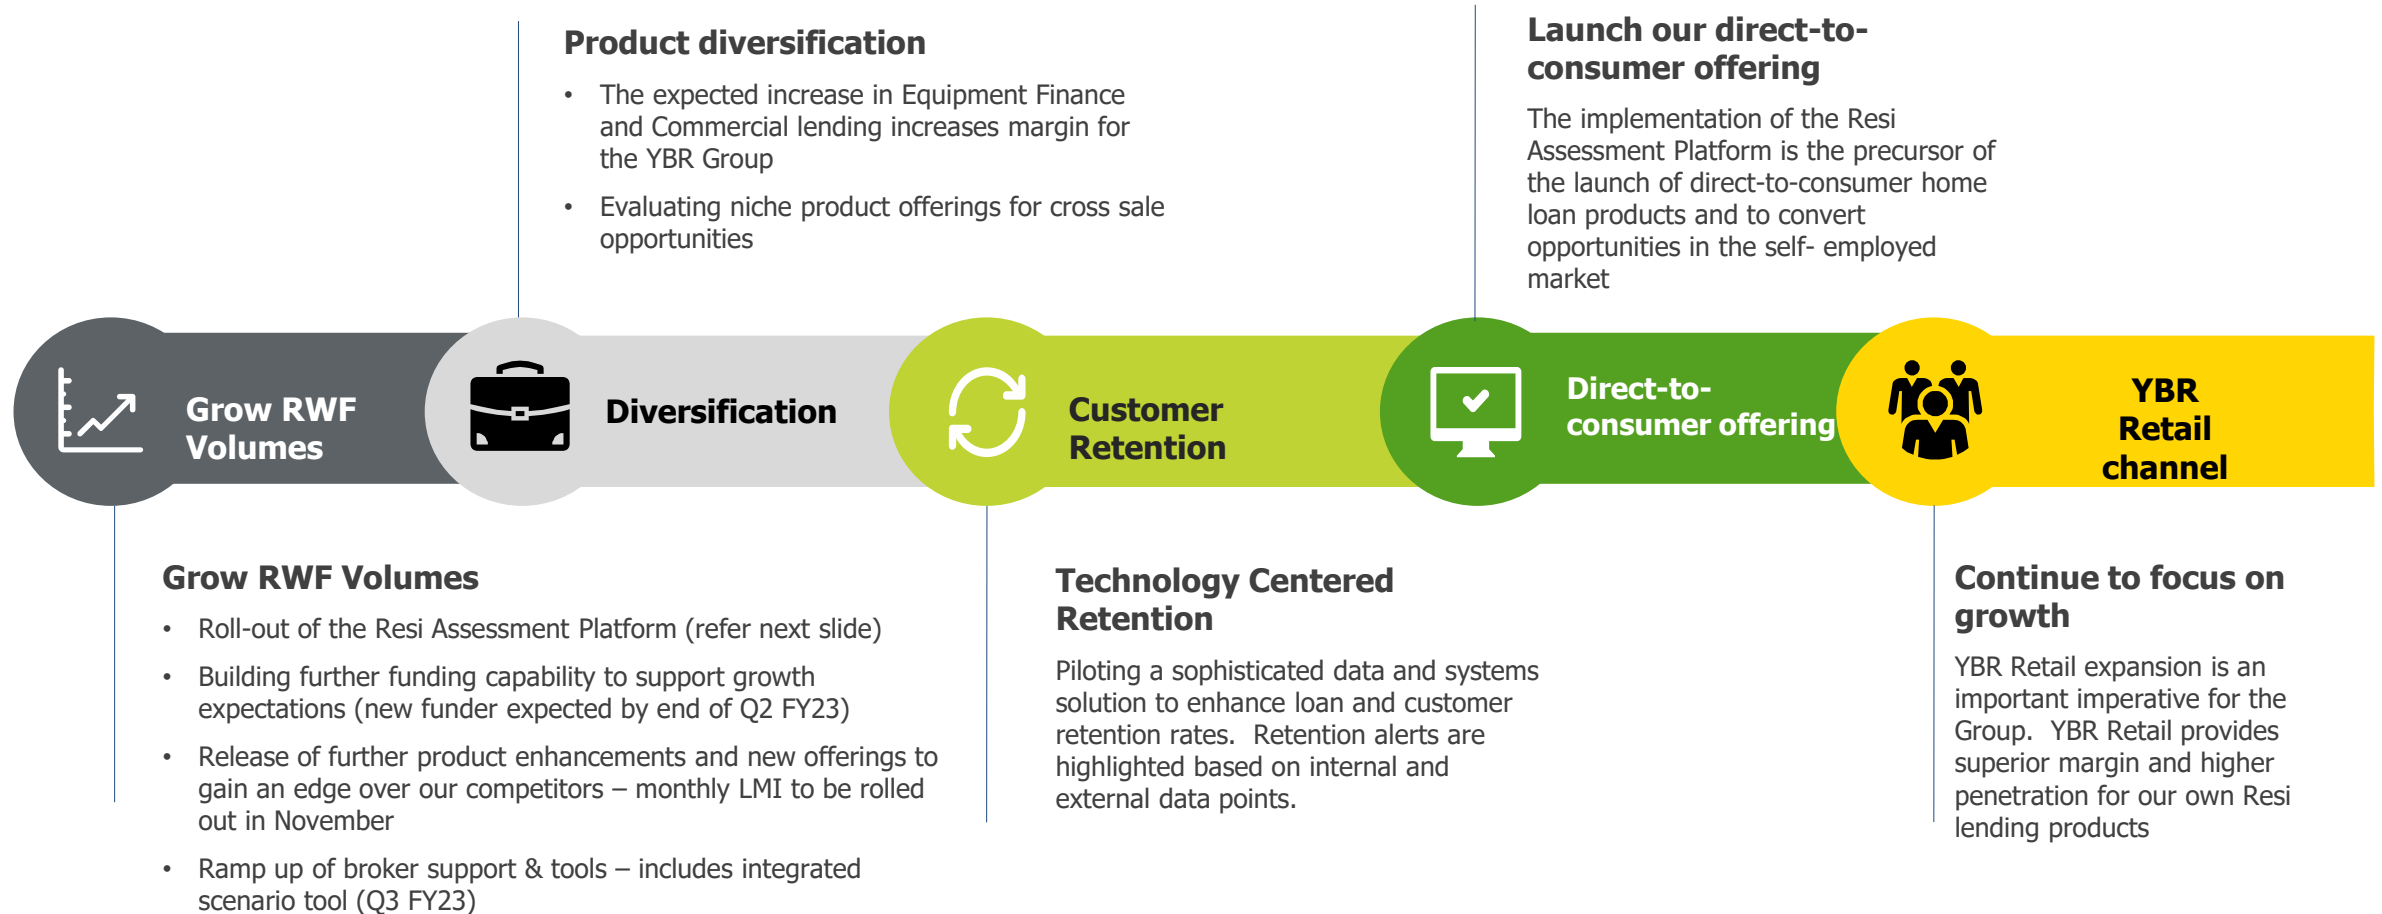 Product diversification
• The expected increase in Equipment Finance
and Commercial lending increases margin for
the YBR Group
• Evaluating niche product offerings for cross sale
opportunities
Launch our direct-to-
consumer offering
The implementation of the Resi
Assessment Platform is the precursor of
the launch of direct-to-consumer home
loan products and to convert
opportunities in the self- employed
market
Grow RWF
Volumes
Diversification
Customer
Retention
Direct-to-
consumer offering
YBR
Retail
channel
Grow RWF Volumes
• Roll-out of the Resi Assessment Platform (refer next slide)
• Building further funding capability to support growth
expectations (new funder expected by end of Q2 FY23)
• Release of further product enhancements and new offerings to
gain an edge over our competitors – monthly LMI to be rolled
out in November
• Ramp up of broker support & tools – includes integrated
scenario tool (Q3 FY23)
Technology Centered
Retention
Piloting a sophisticated data and systems
solution to enhance loan and customer
retention rates.  Retention alerts are
highlighted based on internal and
external data points.
Continue to focus on
growth
YBR Retail expansion is an
important imperative for the
Group.  YBR Retail provides
superior margin and higher
penetration for our own Resi
lending products